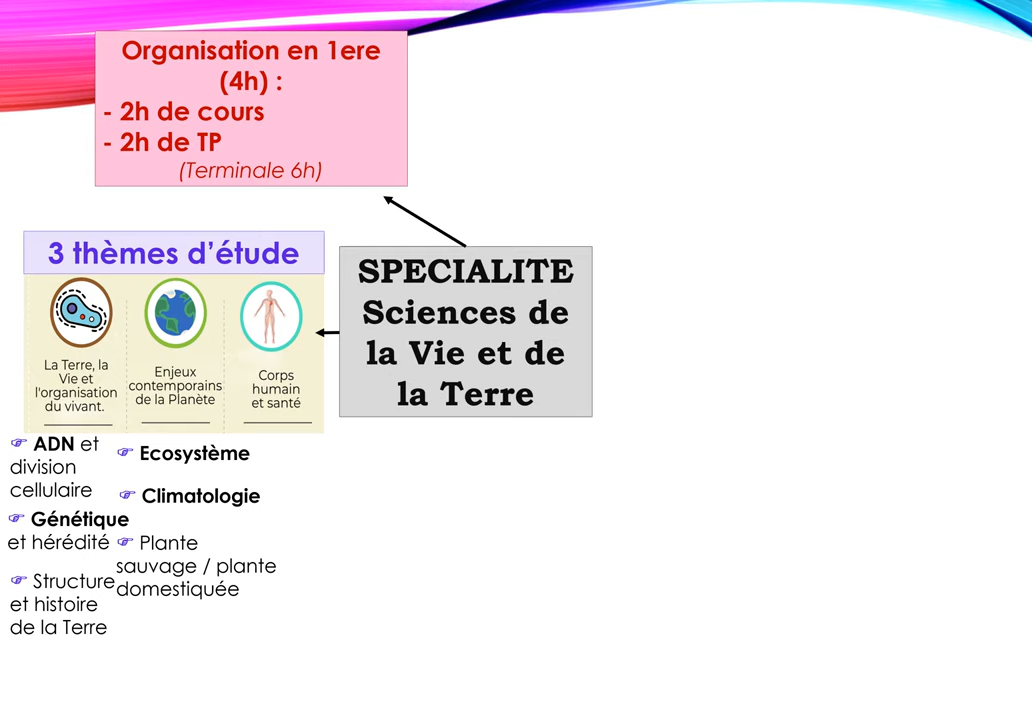 Organisation en 1ere
(4h) :
- 2h de cours
- 2h de TP
(Terminale 6h)
3 thèmes d’étude
La Terre, la
Vie et
l'organisation
du vivant.
Enjeux
contemporains
de la Planète
Corps
humain
et santé
SPECIALITE
Sciences de
la Vie et de
la Terre
☞ ADN et
division
cellulaire
☞ Génétique
et hérédité
☞ Structure
et histoire
de la Terre
☞ Ecosystème
☞ Climatologie
☞ Plante
sauvage / plante
domestiquée